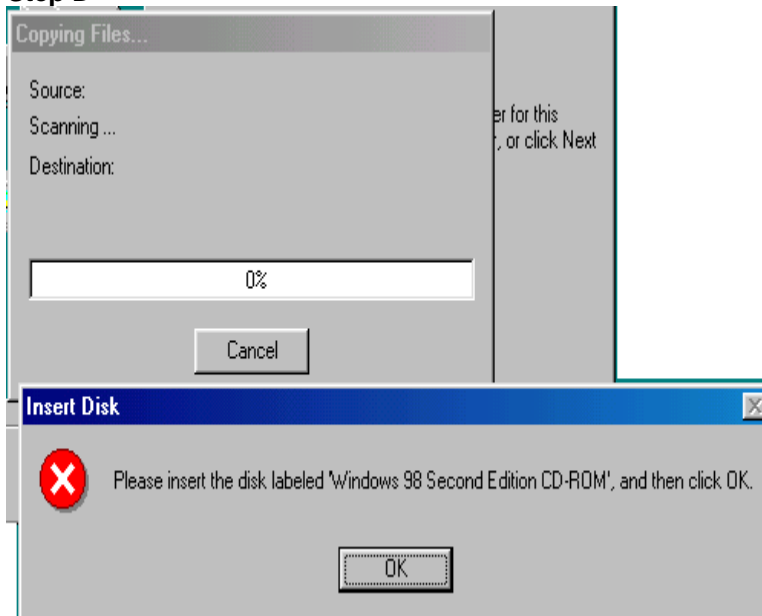 Copying Files...
Source:
Scanning ...
Destination:
er for this
, or click Next
0%
Cancel
Insert Disk
Please insert the disk labeled 'Windows 98 Second Edition CD-ROM', and then click OK.
OK